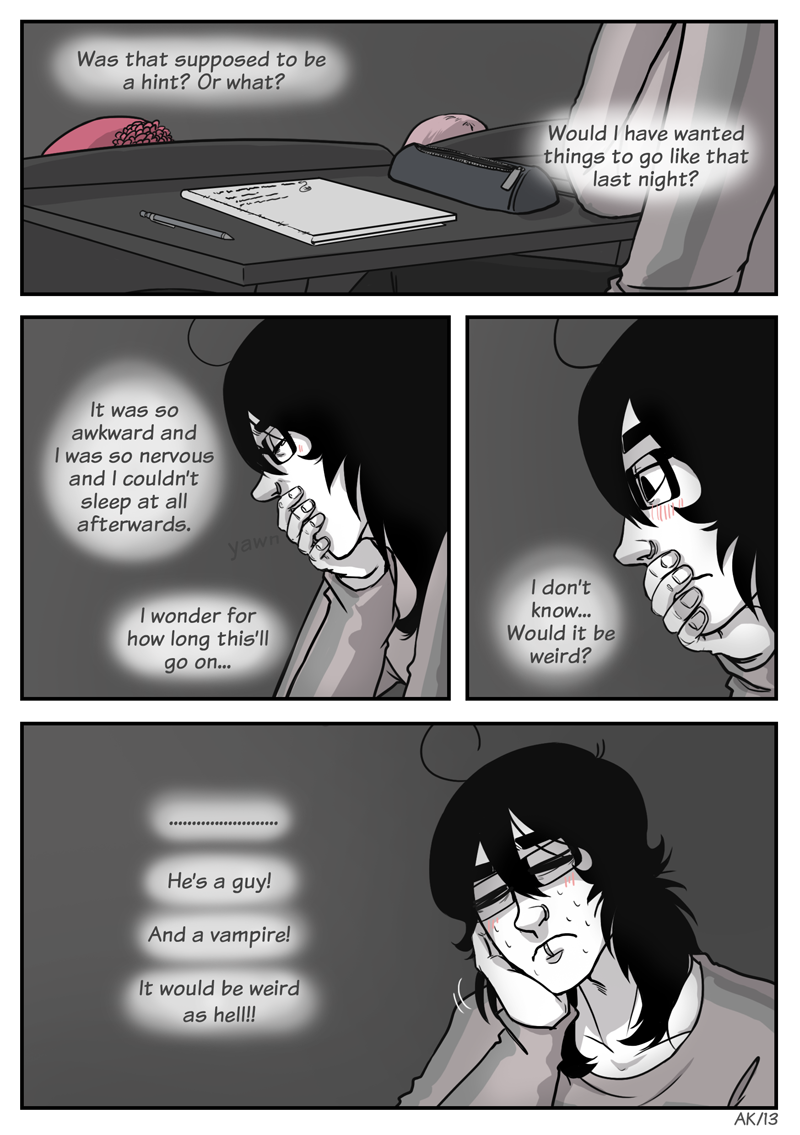 Was that supposed to be
a hint? Or what?
Would I have wanted
things to go like that
last night?
It was so
awkward and
I was so nervous
and I couldn't
sleep at all
afterwards.
yawn
I wonder for
how long this'll
go on...
I don't
know...
Would it be
weird?
........................
He's a guy!
And a vampire!
It would be weird
as hell!!
AK/13